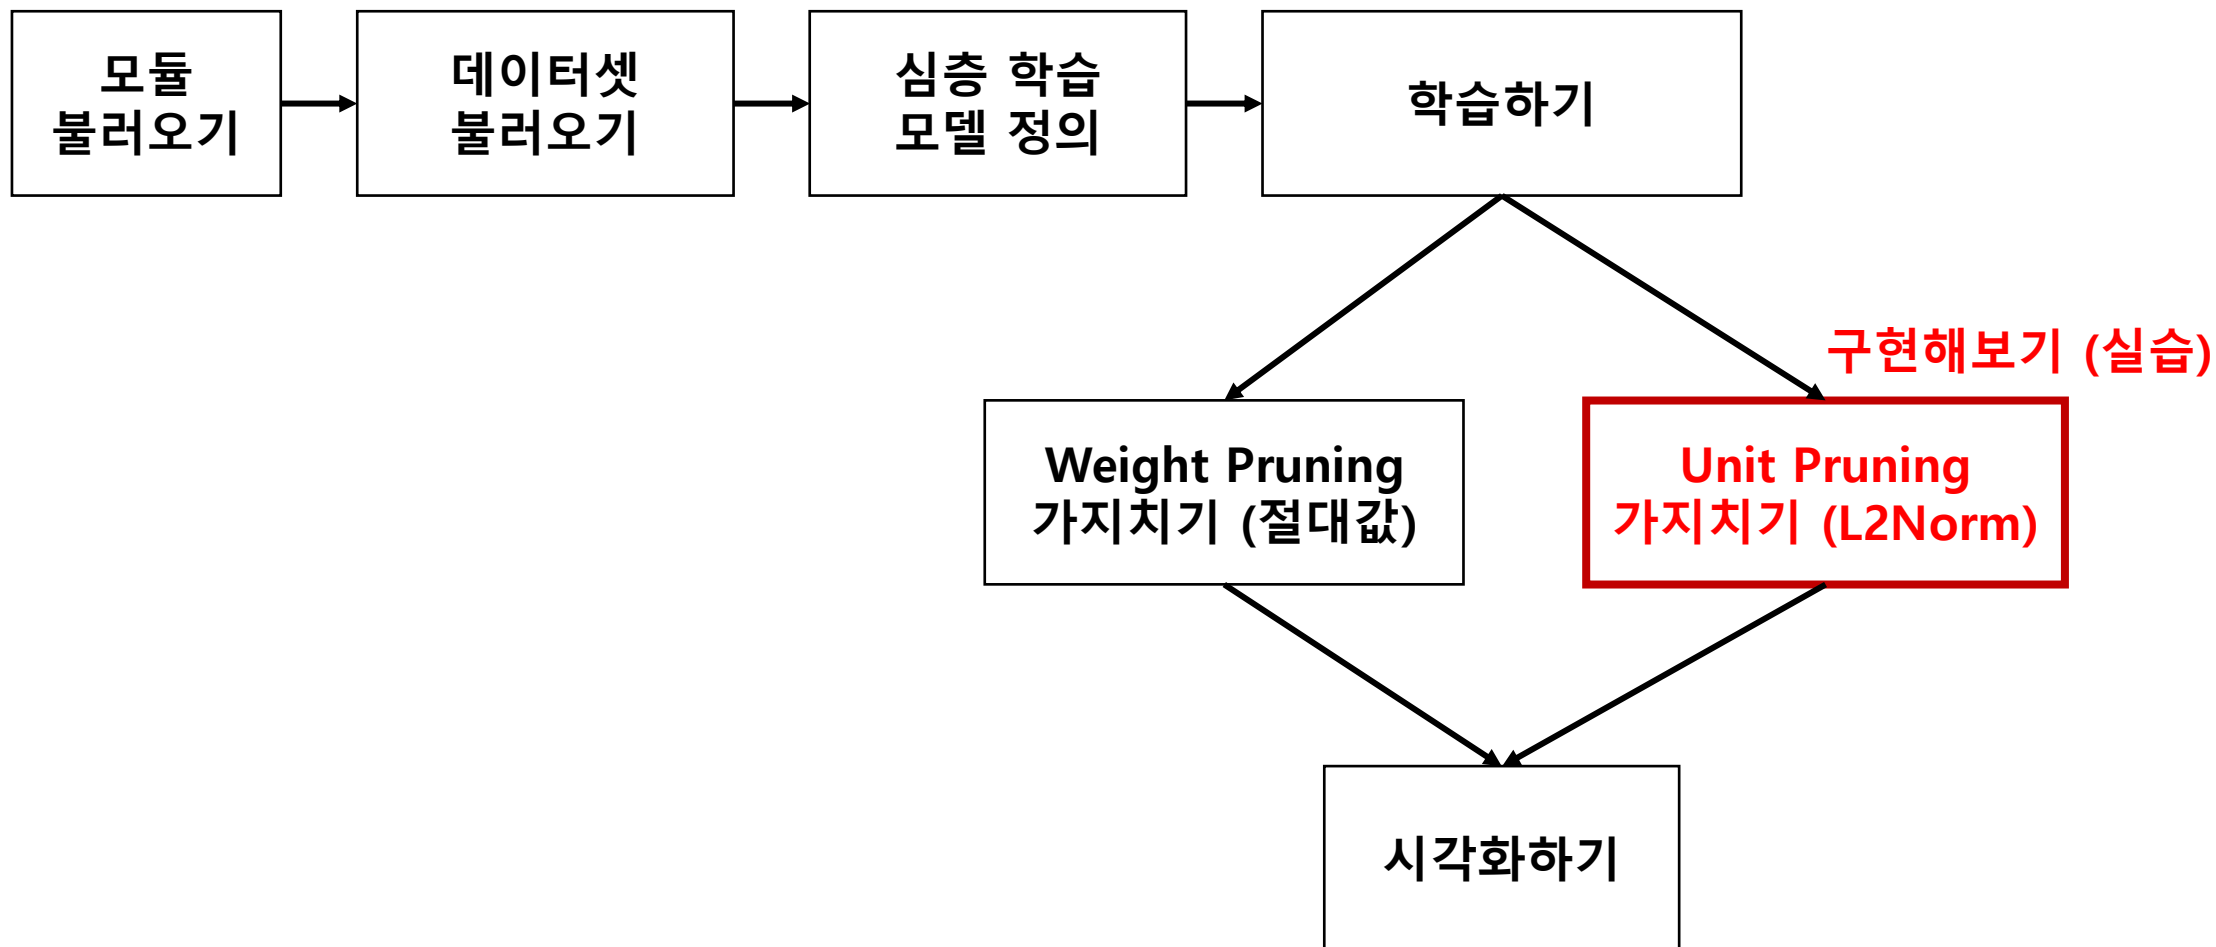 모듈
불러오기
데이터셋
불러오기
심층 학습
모델 정의
학습하기
구현해보기 (실습)
Weight Pruning
가지치기 (절대값)
Unit Pruning
가지치기 (L2Norm)
시각화하기